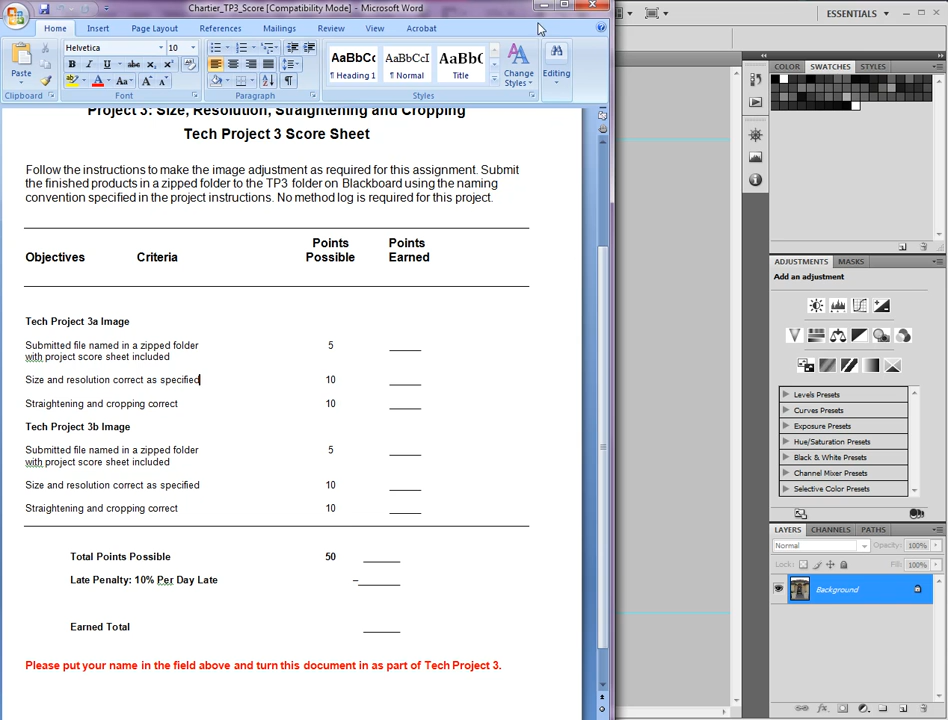 Chartier_TP3_Score [Compatibility Mode] - Microsoft Word
ESSENTIALS
Home Insert Page Layout References Mailings Review View Acrobat
Helvetica 10
Paste
AaBbCc AaBbCcI AaBbC
¶ Heading 1 ¶ Normal Title
Change Styles
Editing
Clipboard Font Paragraph Styles
Project 3: Size, Resolution, Straightening and Cropping
Tech Project 3 Score Sheet
Follow the instructions to make the image adjustment as required for this assignment. Submit
the finished products in a zipped folder to the TP3 folder on Blackboard using the naming
convention specified in the project instructions. No method log is required for this project.
Points Points
Objectives Criteria Possible Earned
Tech Project 3a Image
Submitted file named in a zipped folder 5
with project score sheet included
Size and resolution correct as specified 10
Straightening and cropping correct 10
Tech Project 3b Image
Submitted file named in a zipped folder 5
with project score sheet included
Size and resolution correct as specified 10
Straightening and cropping correct 10
Total Points Possible 50
Late Penalty: 10% Per Day Late –
Earned Total
Please put your name in the field above and turn this document in as part of Tech Project 3.
COLOR SWATCHES STYLES
ADJUSTMENTS MASKS
Add an adjustment
Levels Presets
Curves Presets
Exposure Presets
Hue/Saturation Presets
Black & White Presets
Channel Mixer Presets
Selective Color Presets
LAYERS CHANNELS PATHS
Normal Opacity: 100%
Lock: Fill: 100%
Background